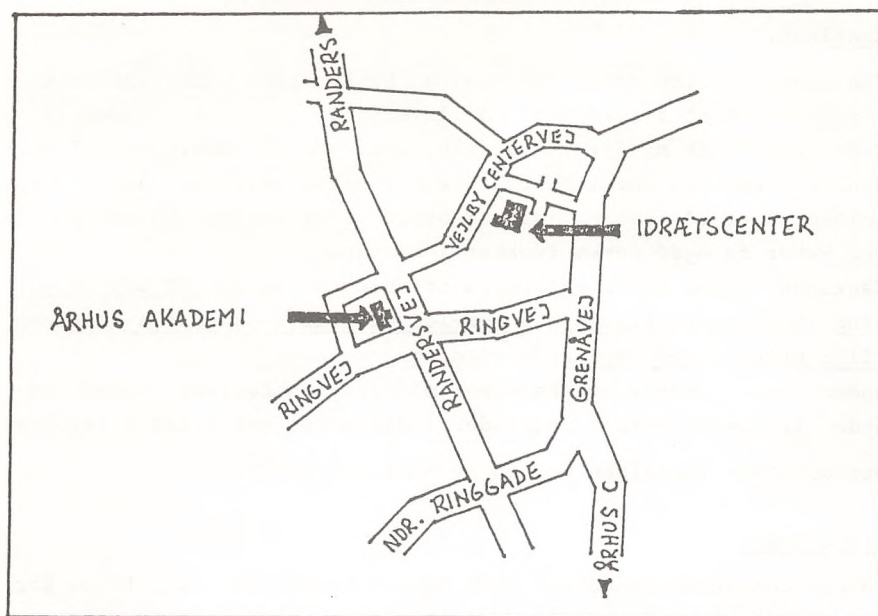 RANDERS
VEJLBY CENTERVEJ
IDRÆTSCENTER
ÅRHUS AKADEMI
RANDERSVEJ
RINGVEJ
GRENÅVEJ
RINGVEJ
NDR. RINGGADE
ÅRHUS C